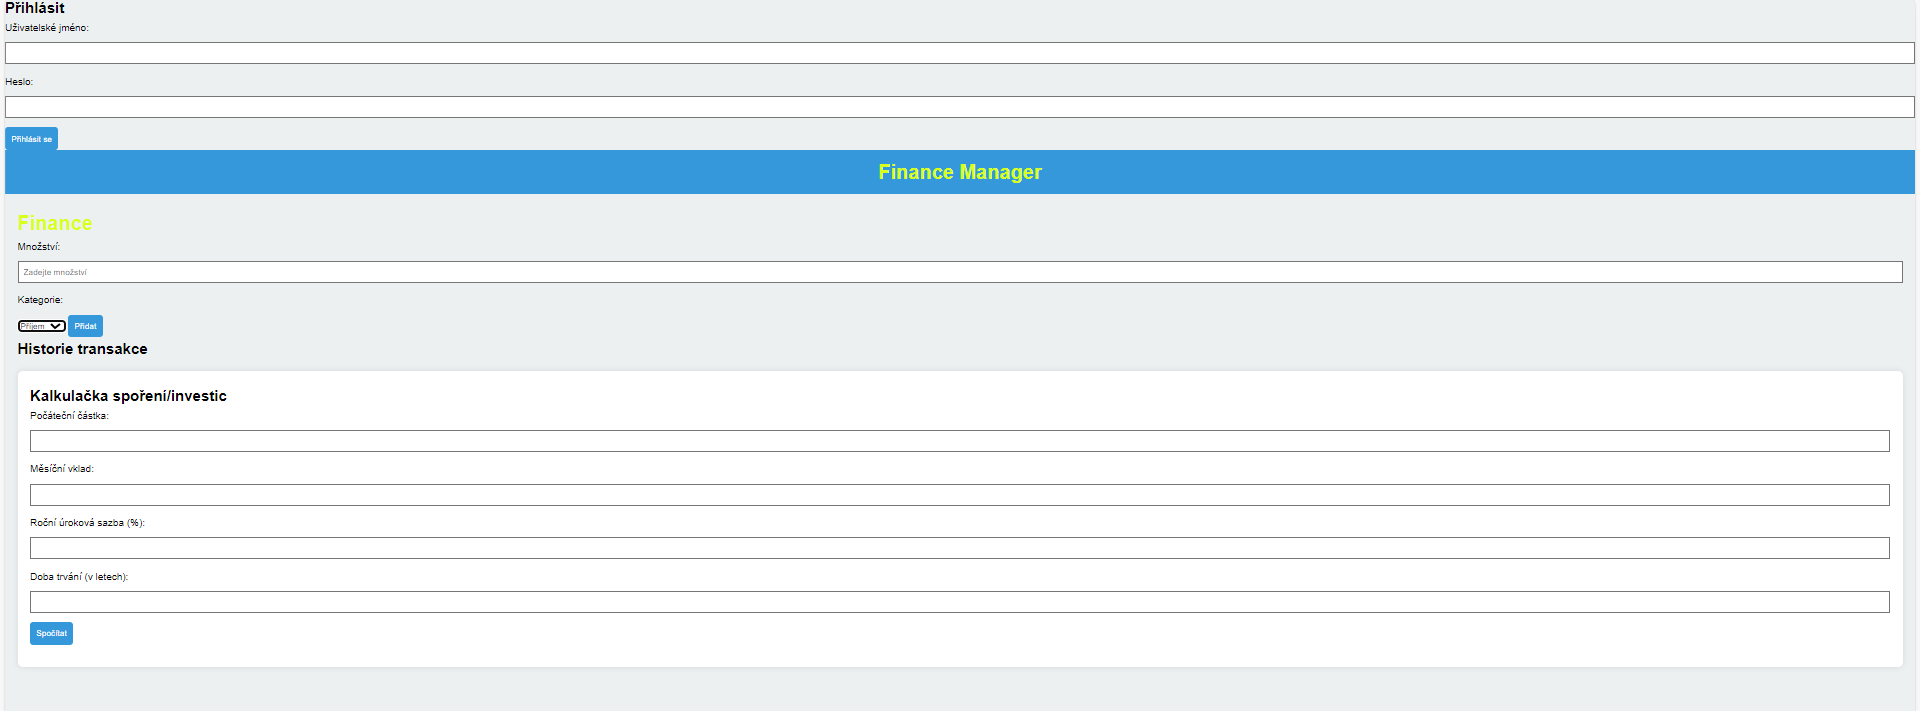 Přihlásit
Uživatelské jméno:
Heslo:
Přihlásit se
Finance Manager
Finance
Množství:
Zadejte množství
Kategorie:
Příjem Přidat
Historie transakce
Kalkulačka spoření/investic
Počáteční částka:
Měsíční vklad:
Roční úroková sazba (%):
Doba trvání (v letech):
Spočítat